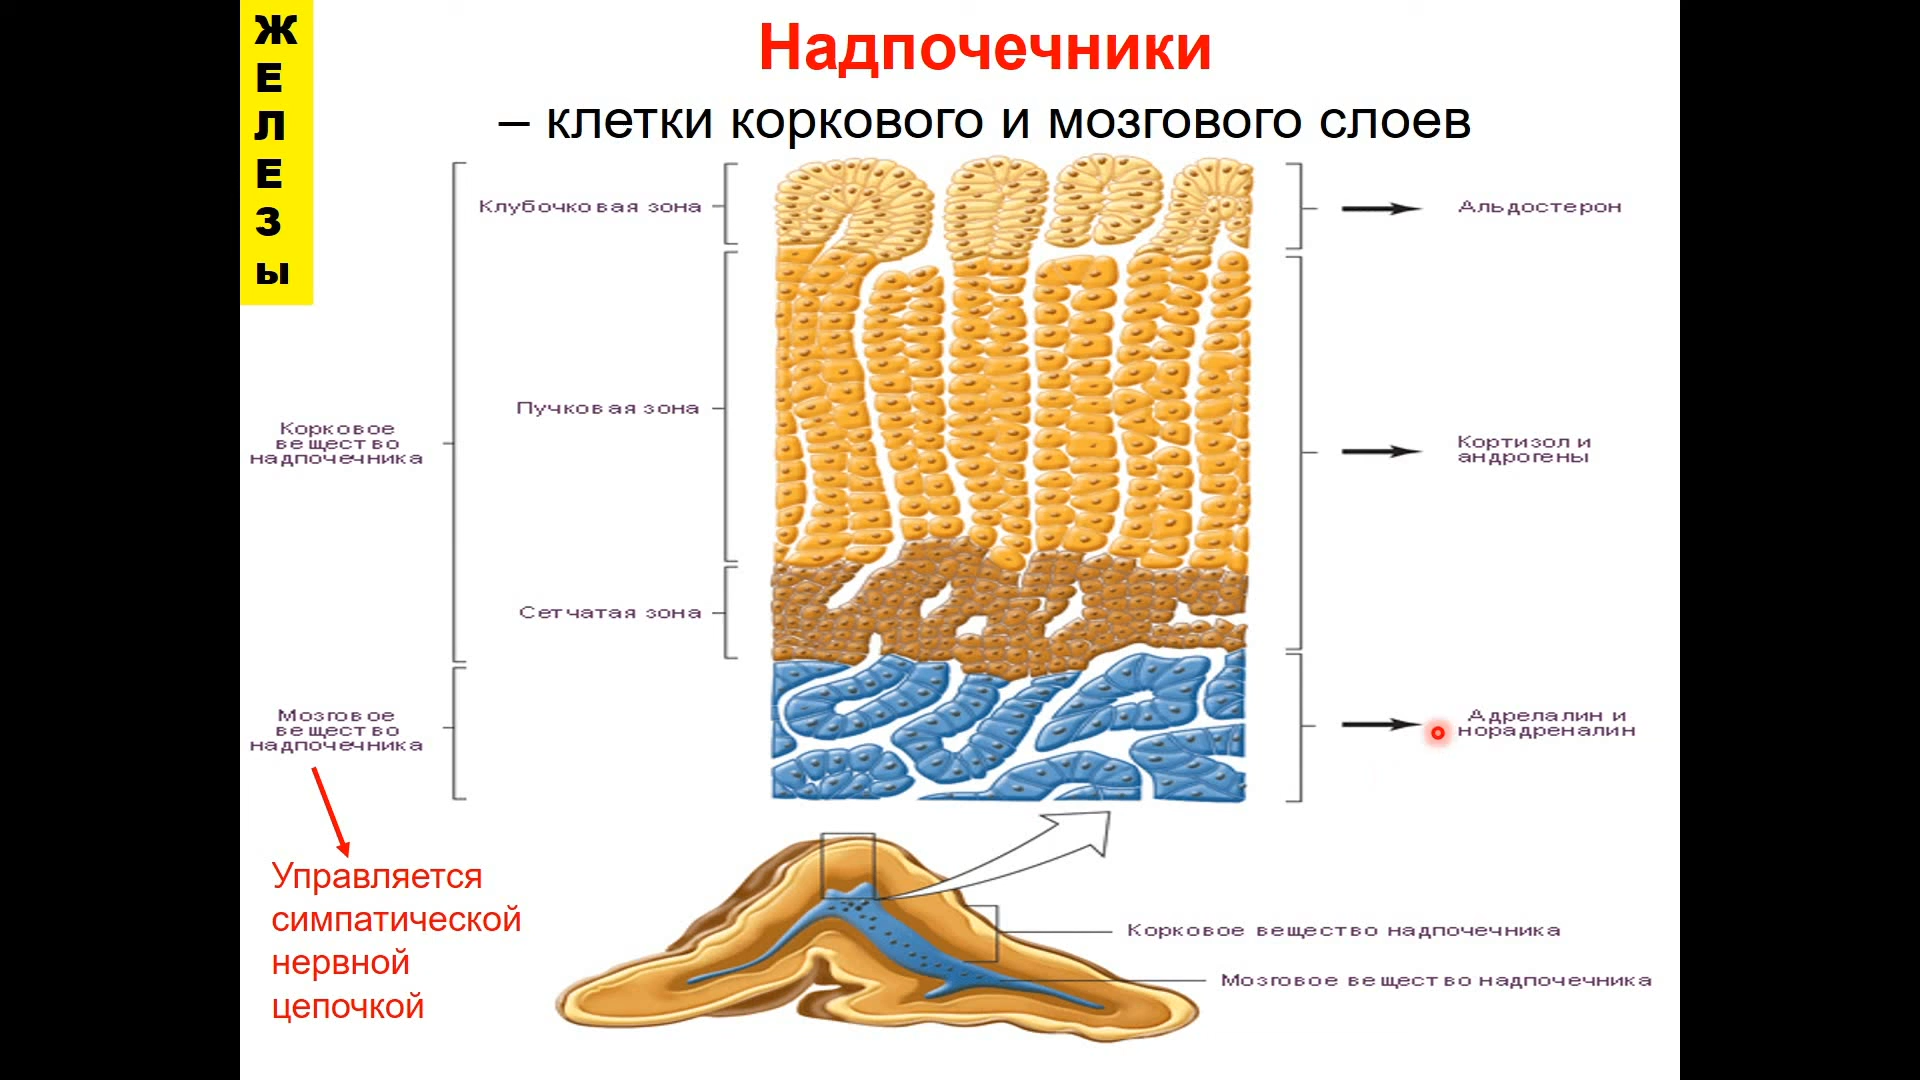 Ж
Е
Л
Е
З
ы
Надпочечники
– клетки коркового и мозгового слоев
Клубочковая зона
Альдостерон
Пучковая зона
Корковое
вещество
надпочечника
Кортизол и
андрогены
Сетчатая зона
Мозговое
вещество
надпочечника
Адрелалин и
норадреналин
Управляется
симпатической
нервной
цепочкой
Корковое вещество надпочечника
Мозговое вещество надпочечника